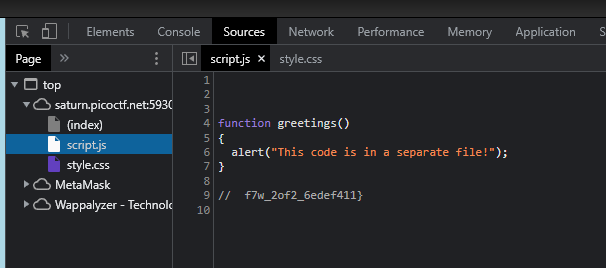 Elements Console Sources Network Performance Memory Application Se
Page » script.js × style.css
top
saturn.picoctf.net:5930
(index)
script.js
style.css
MetaMask
Wappalyzer - Technolo
1
2
3
4 function greetings()
5 {
6 alert("This code is in a separate file!");
7 }
8
9 // f7w_2of2_6edef411}
10